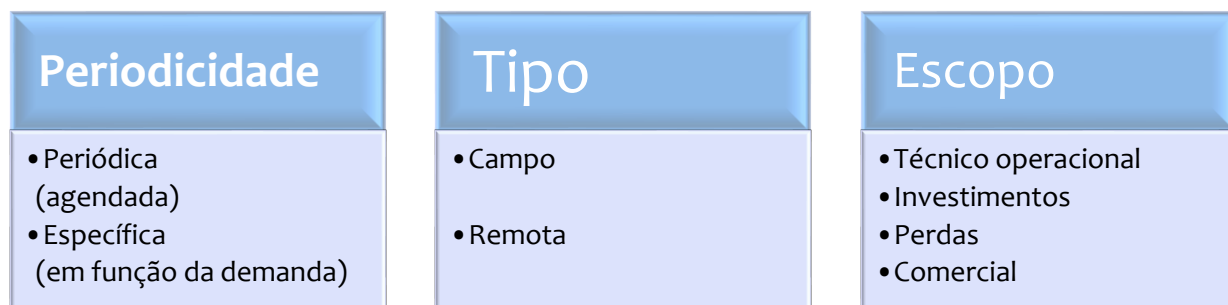 Periodicidade
•Periódica
(agendada)
•Específica
(em função da demanda)
Tipo
•Campo
•Remota
Escopo
•Técnico operacional
•Investimentos
•Perdas
•Comercial